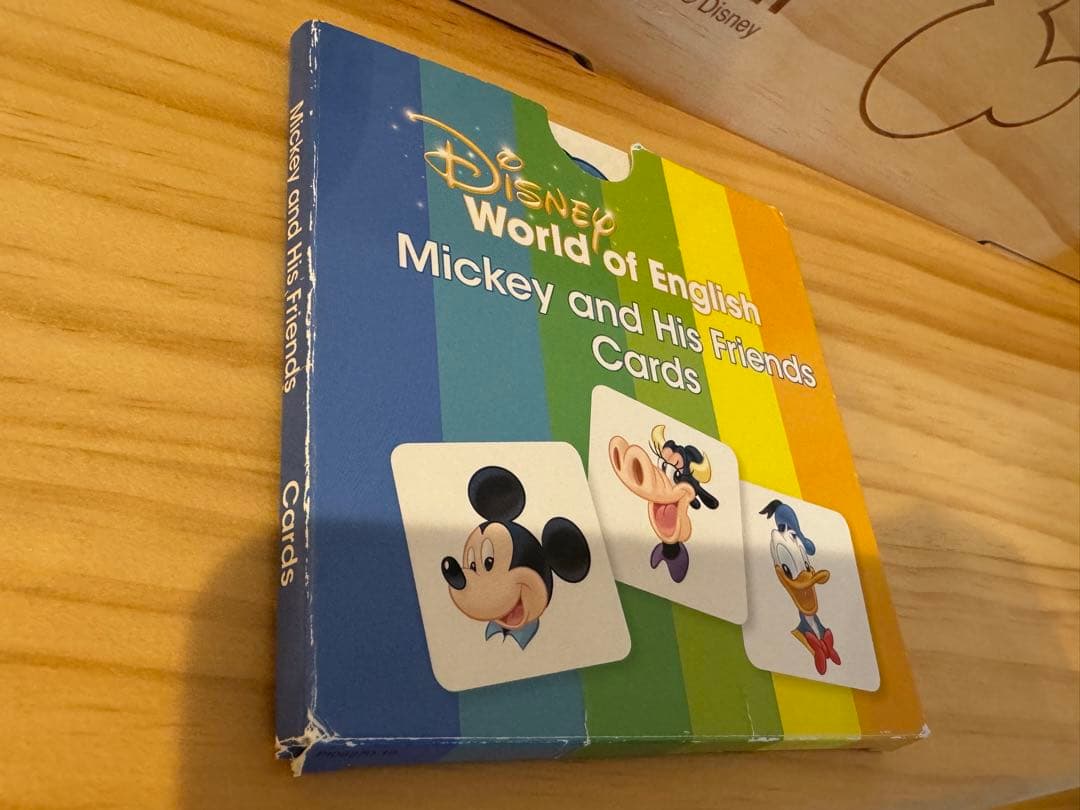 Disney
World of English
Mickey and His Friends
Cards
Mickey and His Friends Cards
© Disney